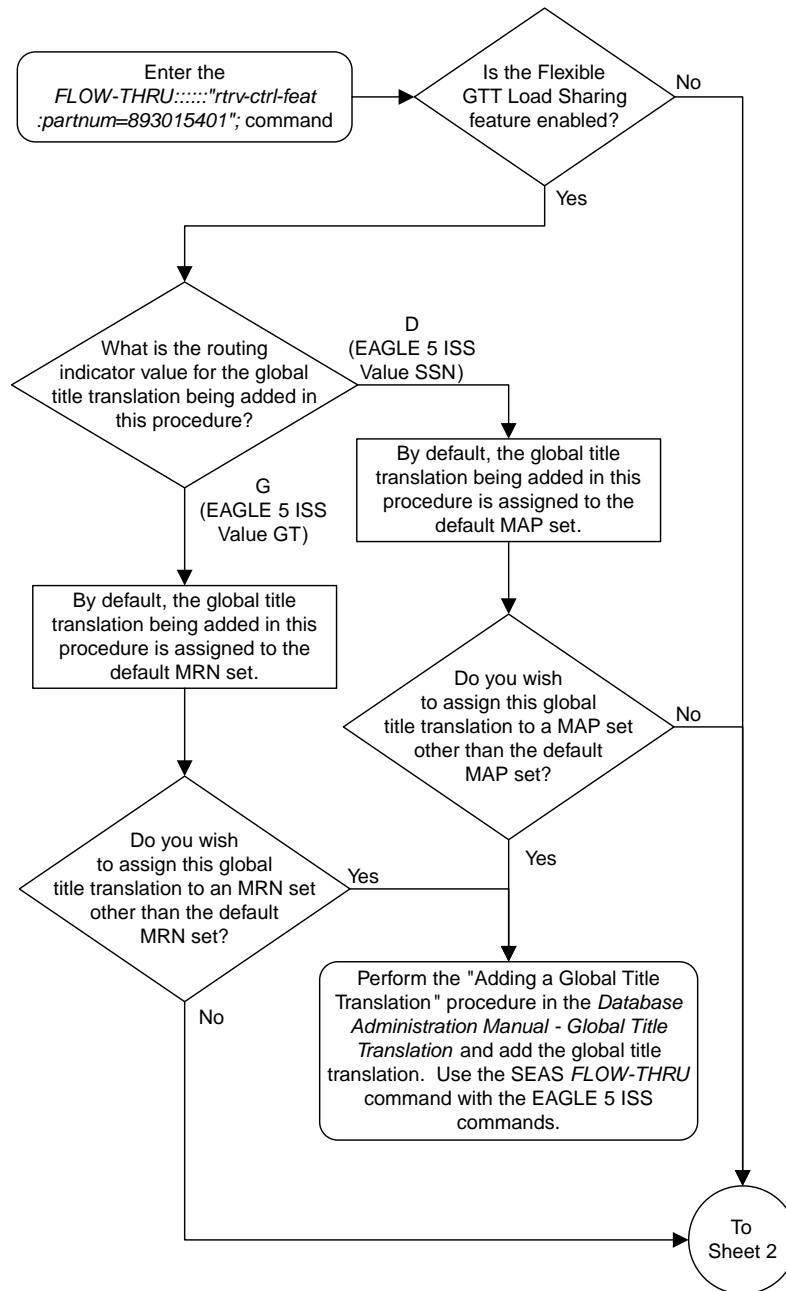 Enter the
FLOW-THRU::::::"rtrv-ctrl-feat
:partnum=893015401"; command
Is the Flexible
GTT Load Sharing
feature enabled?
No
Yes
What is the routing
indicator value for the global
title translation being added in
this procedure?
D
(EAGLE 5 ISS
Value SSN)
By default, the global title
translation being added in this
procedure is assigned to the
default MAP set.
G
(EAGLE 5 ISS
Value GT)
By default, the global title
translation being added in this
procedure is assigned to the
default MRN set.
Do you wish
to assign this global
title translation to a MAP set
other than the default
MAP set?
No
Yes
Do you wish
to assign this global
title translation to an MRN set
other than the default
MRN set?
Yes
No
Perform the "Adding a Global Title
Translation" procedure in the Database
Administration Manual - Global Title
Translation and add the global title
translation. Use the SEAS FLOW-THRU
command with the EAGLE 5 ISS
commands.
To
Sheet 2